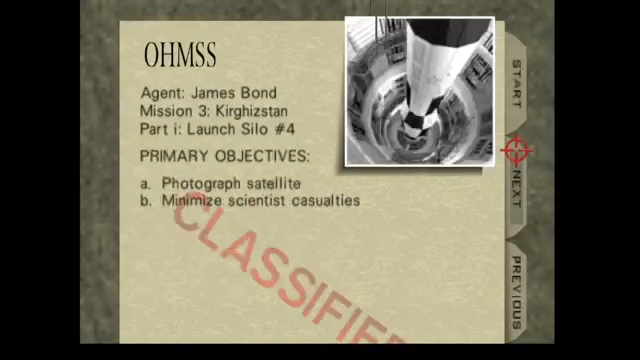 OHMSS
Agent: James Bond
Mission 3: Kirghizstan
Part i: Launch Silo #4
PRIMARY OBJECTIVES:
a. Photograph satellite
b. Minimize scientist casualties
CLASSIFIED
START
NEXT
PREVIOUS